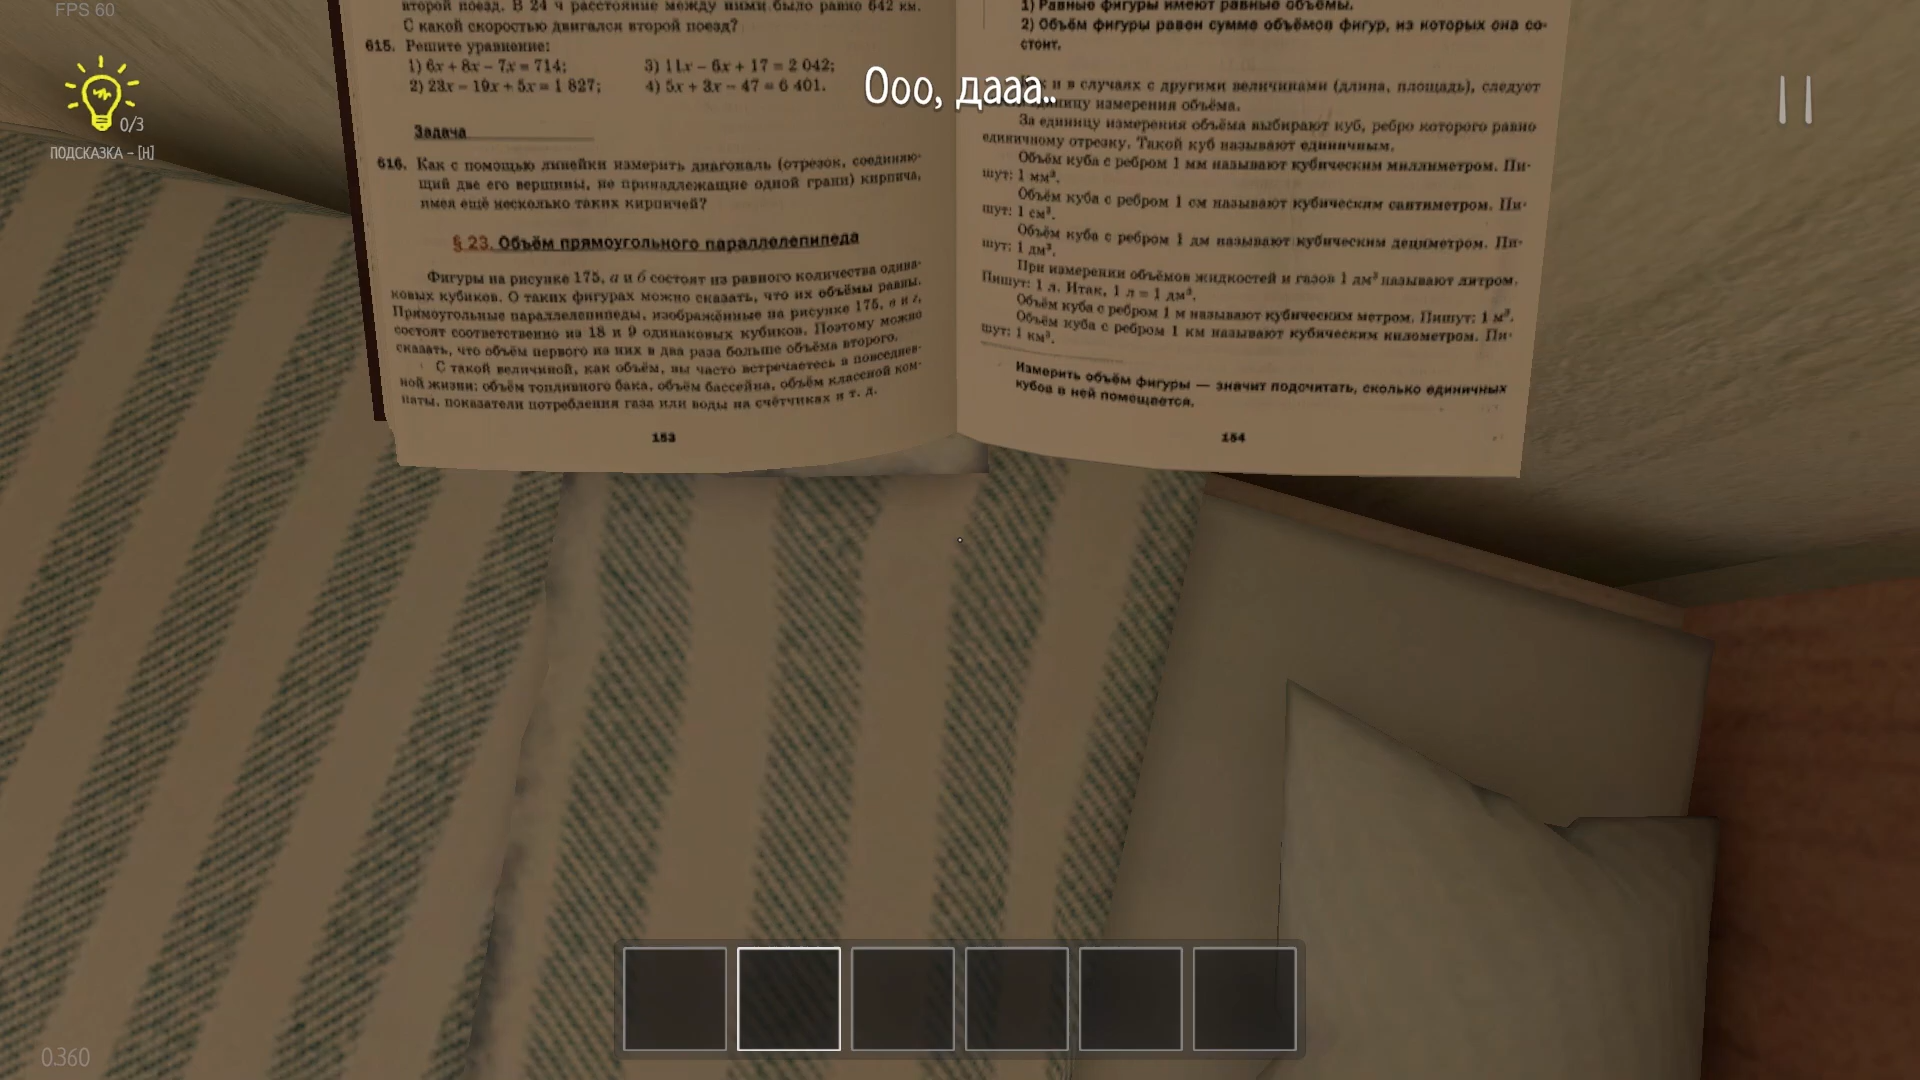 FPS 60
0/3
ПОДСКАЗКА - [H]
Ооо, дааа..
второй поезд. В 24 ч расстояние между ними было равно 642 км.
С какой скоростью двигался второй поезд?
615. Решите уравнение:
1) 6x + 8x − 7x = 714;
2) 23x − 19x + 5x = 1 827;
3) 11x − 6x + 17 = 2 042;
4) 5x + 3x − 47 = 6 401.
Задача
616. Как с помощью линейки измерить диагональ (отрезок, соединяю-
щий две его вершины, не принадлежащие одной грани) кирпича,
имея ещё несколько таких кирпичей?
§ 23. Объём прямоугольного параллелепипеда
Фигуры на рисунке 175, а и б состоят из равного количества одина-
ковых кубиков. О таких фигурах можно сказать, что их объёмы равны.
Прямоугольные параллелепипеды, изображённые на рисунке 175, в и г,
состоят соответственно из 18 и 9 одинаковых кубиков. Поэтому можно
сказать, что объём первого из них в два раза больше объёма второго.
С такой величиной, как объём, вы часто встречаетесь в повседнев-
ной жизни: объём топливного бака, объём бассейна, объём классной ком-
наты, показатели потребления газа или воды на счётчиках и т. д.
153
1) Равные фигуры имеют равные объёмы.
2) Объём фигуры равен сумме объёмов фигур, из которых она со-
стоит.
и в случаях с другими величинами (длина, площадь), следует
единицу измерения объёма.
За единицу измерения объёма выбирают куб, ребро которого равно
единичному отрезку. Такой куб называют единичным.
Объём куба с ребром 1 мм называют кубическим миллиметром. Пи-
шут: 1 мм³.
Объём куба с ребром 1 см называют кубическим сантиметром. Пи-
шут: 1 см³.
Объём куба с ребром 1 дм называют кубическим дециметром. Пи-
шут: 1 дм³.
При измерении объёмов жидкостей и газов 1 дм³ называют литром.
Пишут: 1 л. Итак, 1 л = 1 дм³.
Объём куба с ребром 1 м называют кубическим метром. Пишут: 1 м³.
Объём куба с ребром 1 км называют кубическим километром. Пи-
шут: 1 км³.
Измерить объём фигуры — значит подсчитать, сколько единичных
кубов в ней помещается.
154
0.360